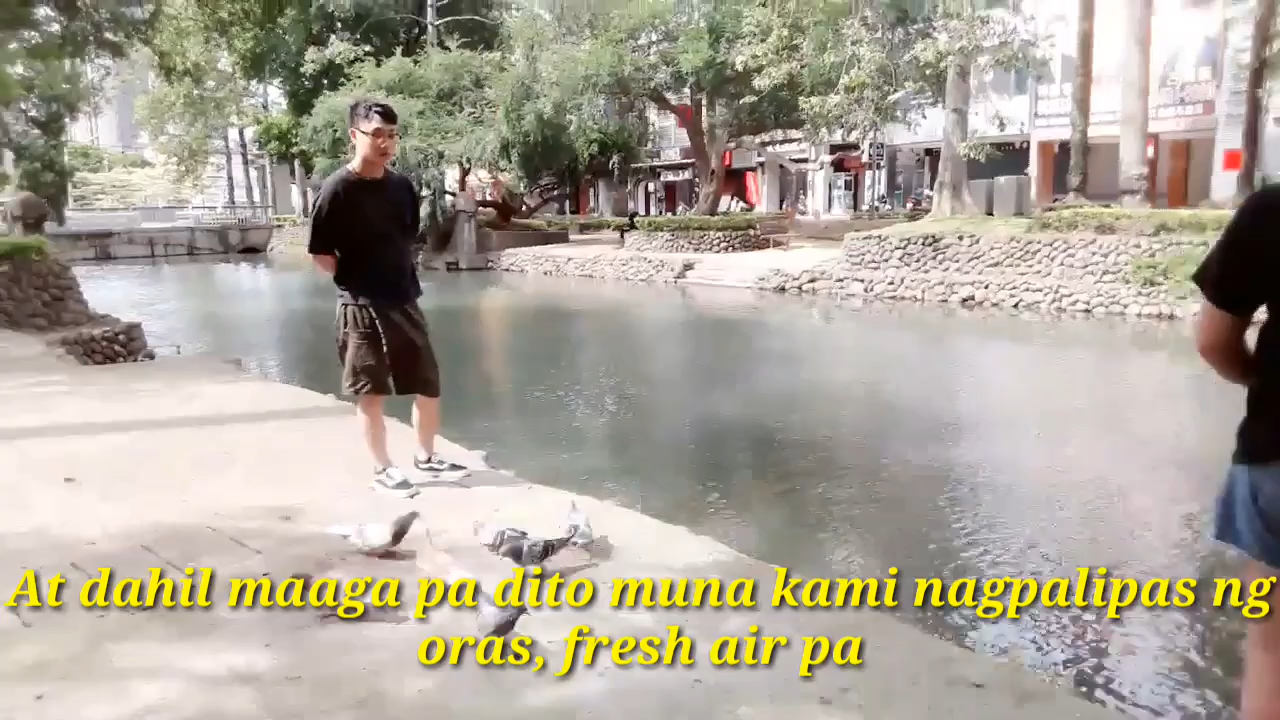 At dahil maaga pa dito muna kami nagpalipas ng
oras, fresh air pa